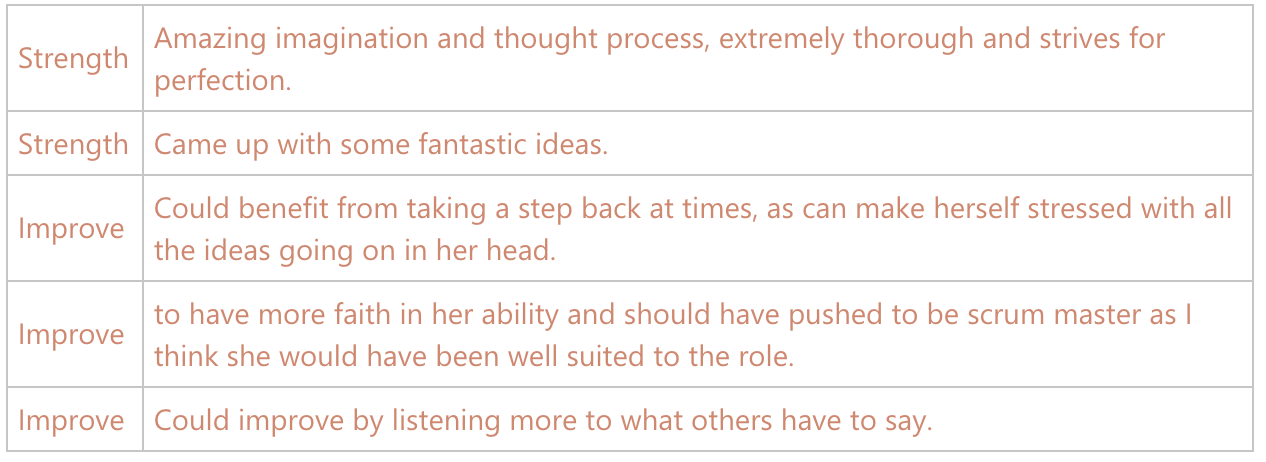 Strength
Amazing imagination and thought process, extremely thorough and strives for
perfection.
Strength
Came up with some fantastic ideas.
Improve
Could benefit from taking a step back at times, as can make herself stressed with all
the ideas going on in her head.
Improve
to have more faith in her ability and should have pushed to be scrum master as I
think she would have been well suited to the role.
Improve
Could improve by listening more to what others have to say.